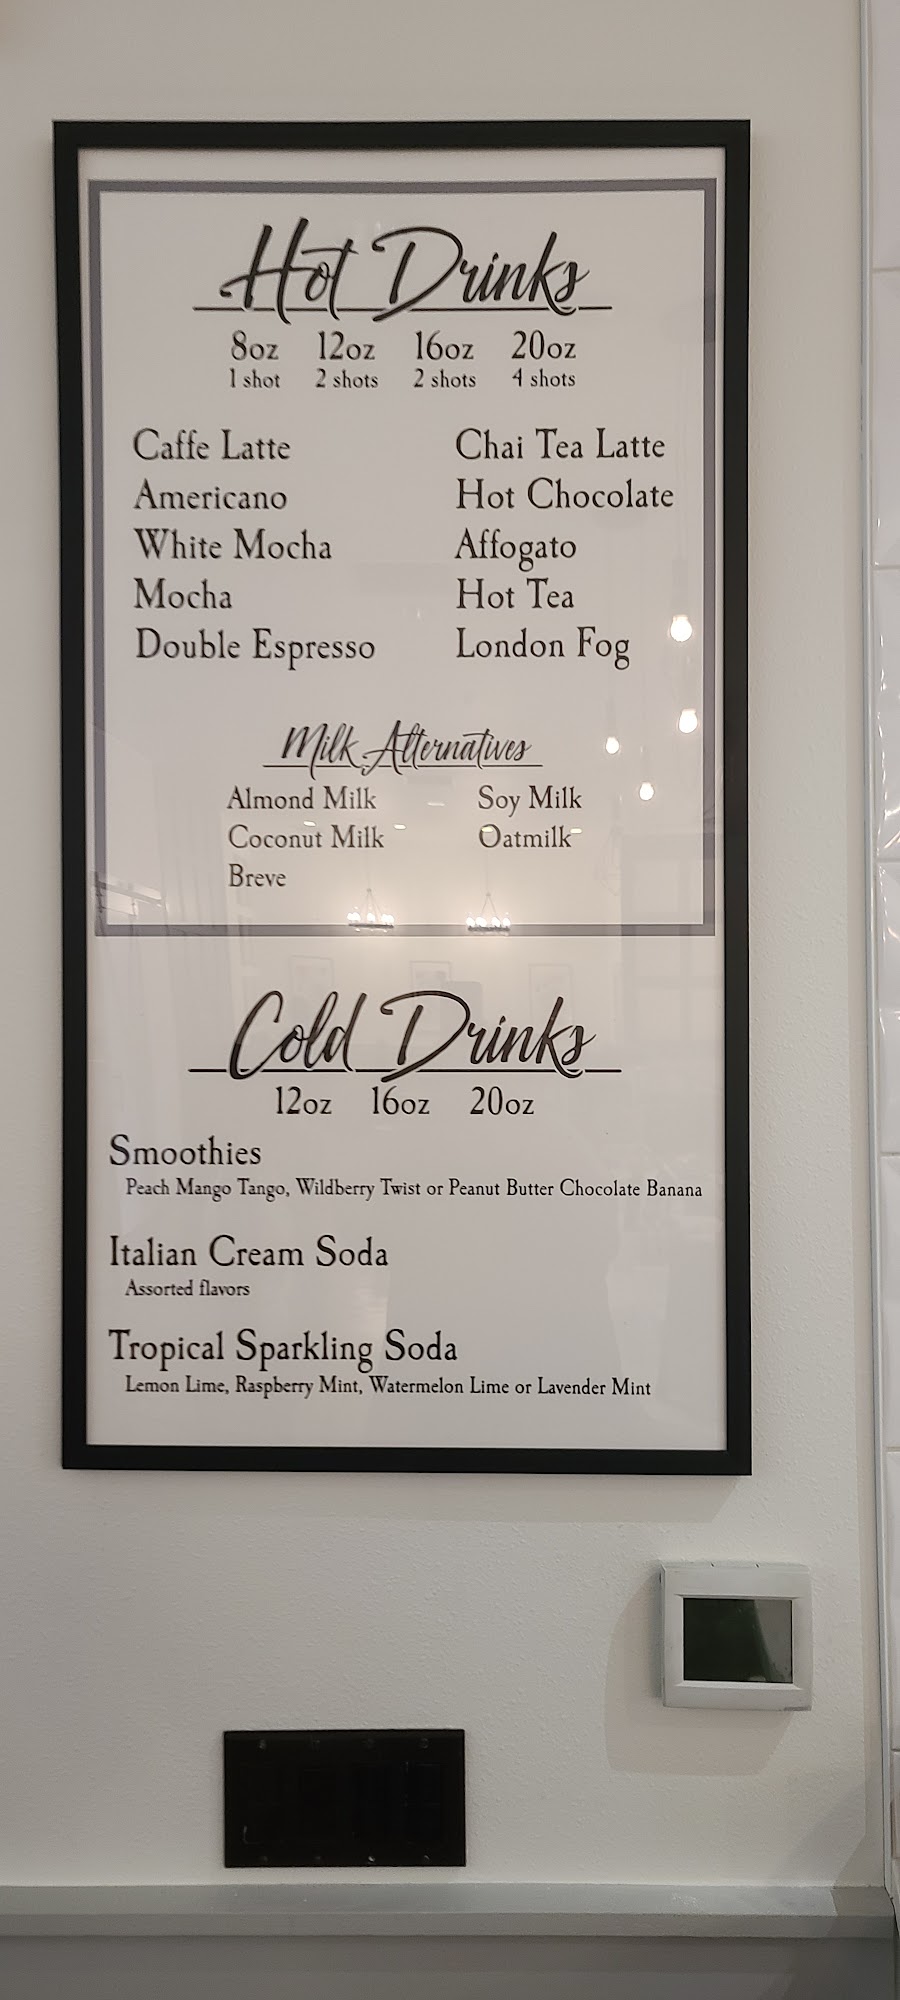 Hot Drinks
8oz 12oz 16oz 20oz
1 shot 2 shots 2 shots 4 shots
Caffe Latte
Americano
White Mocha
Mocha
Double Espresso
Chai Tea Latte
Hot Chocolate
Affogato
Hot Tea
London Fog
Milk Alternatives
Almond Milk
Coconut Milk
Breve
Soy Milk
Oatmilk
Cold Drinks
12oz 16oz 20oz
Smoothies
Peach Mango Tango, Wildberry Twist or Peanut Butter Chocolate Banana
Italian Cream Soda
Assorted flavors
Tropical Sparkling Soda
Lemon Lime, Raspberry Mint, Watermelon Lime or Lavender Mint